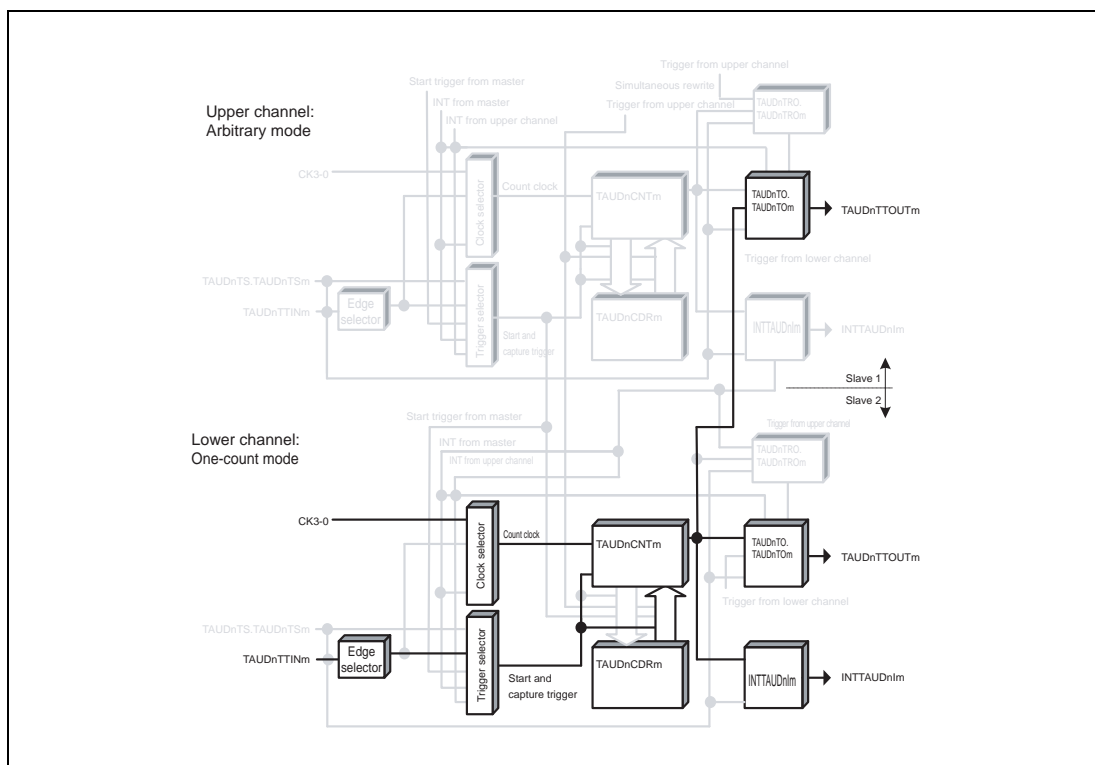 Trigger from upper channel
Start trigger from master
Simultaneous rewrite
TAUDnTRO.
TAUDnTROm
INT from master
Trigger from upper channel
Upper channel:
Arbitrary mode
INT from upper channel
CK3-0
Clock selector
Count clock
TAUDnCNTm
TAUDnTO.
TAUDnTOm
TAUDnTTOUTm
Trigger from lower channel
TAUDnTS.TAUDnTSm
TAUDnTTINm
Edge
selector
Trigger selector
Start and
capture trigger
TAUDnCDRm
INTTAUDnIm
INTTAUDnIm
Slave 1
Slave 2
Start trigger from master
Trigger from upper channel
Lower channel:
One-count mode
INT from master
INT from upper channel
TAUDnTRO.
TAUDnTROm
CK3-0
Clock selector
Count clock
TAUDnCNTm
TAUDnTO.
TAUDnTOm
TAUDnTTOUTm
Trigger from lower channel
TAUDnTS.TAUDnTSm
TAUDnTTINm
Edge
selector
Trigger selector
Start and
capture trigger
TAUDnCDRm
INTTAUDnIm
INTTAUDnIm